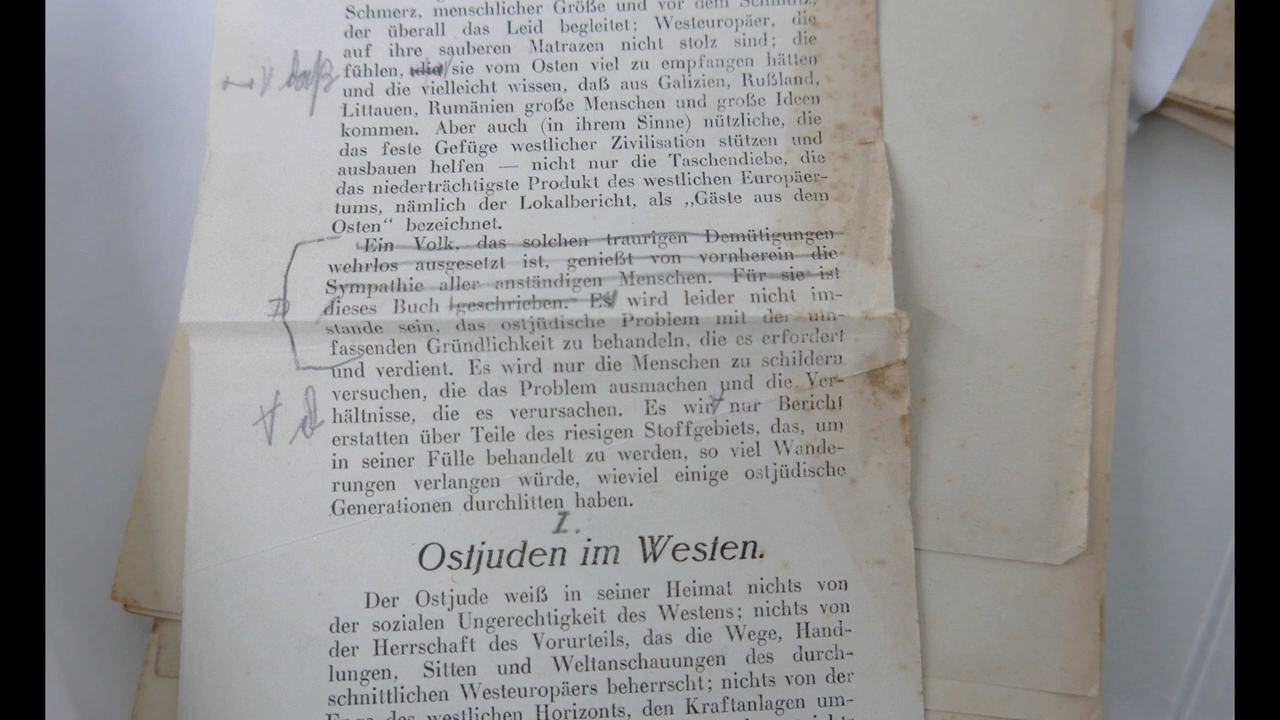 Schmerz, menschlicher Größe und vor dem Schmutz,
der überall das Leid begleitet; Westeuropäer, die
auf ihre sauberen Matrazen nicht stolz sind; die
daß
fühlen, die sie vom Osten viel zu empfangen hätten
und die vielleicht wissen, daß aus Galizien, Rußland,
Littauen, Rumänien große Menschen und große Ideen
kommen. Aber auch (in ihrem Sinne) nützliche, die
das feste Gefüge westlicher Zivilisation stützen und
ausbauen helfen — nicht nur die Taschendiebe, die
das niederträchtigste Produkt des westlichen Europäer-
tums, nämlich der Lokalbericht, als „Gäste aus dem
Osten“ bezeichnet.
Ein Volk, das solchen traurigen Demütigungen
wehrlos ausgesetzt ist, genießt von vornherein die
Sympathie aller anständigen Menschen. Für sie ist
dieses Buch geschrieben. Es wird leider nicht im-
stande sein, das ostjüdische Problem mit der um-
fassenden Gründlichkeit zu behandeln, die es erfordert
und verdient. Es wird nur die Menschen zu schildern
versuchen, die das Problem ausmachen und die Ver-
hältnisse, die es verursachen. Es wir nur Bericht
erstatten über Teile des riesigen Stoffgebiets, das, um
in seiner Fülle behandelt zu werden, so viel Wande-
rungen verlangen würde, wieviel einige ostjüdische
Generationen durchlitten haben.
I.
Ostjuden im Westen.
Der Ostjude weiß in seiner Heimat nichts von
der sozialen Ungerechtigkeit des Westens; nichts von
der Herrschaft des Vorurteils, das die Wege, Hand-
lungen, Sitten und Weltanschauungen des durch-
schnittlichen Westeuropäers beherrscht; nichts von der
Enge des westlichen Horizonts, den Kraftanlagen um-